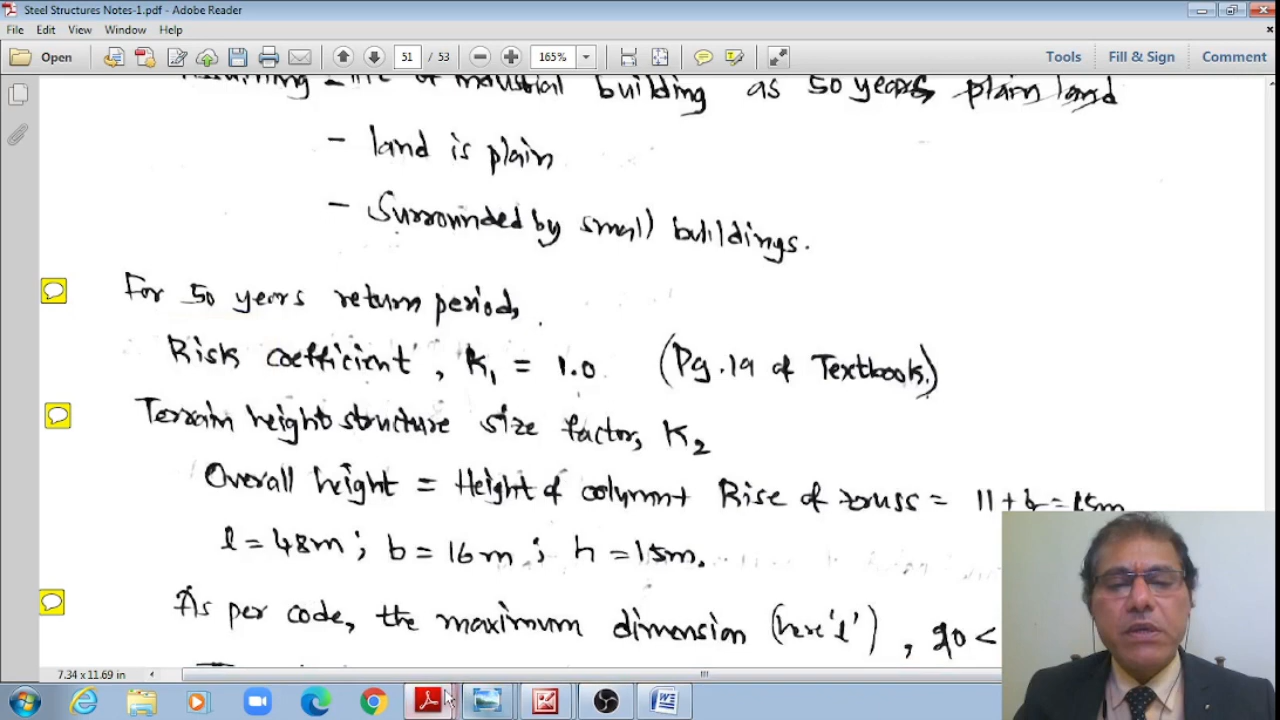 Steel Structures Notes-1.pdf - Adobe Reader
File Edit View Window Help
Open 51 / 53 165% Tools Fill & Sign Comment
building as 50 years, plain land
- land is plain
- Surrounded by small buildings.
For 50 years return period,
Risk coefficient, K1 = 1.0 (Pg.19 of Textbook)
Terrain height structure size factor, K2
Overall height = Height of column + Rise of truss = 11 +
l = 48m ; b = 16m ; h = 15m.
As per code, the maximum dimension (here 'l'), 20 <
7.34 x 11.69 in